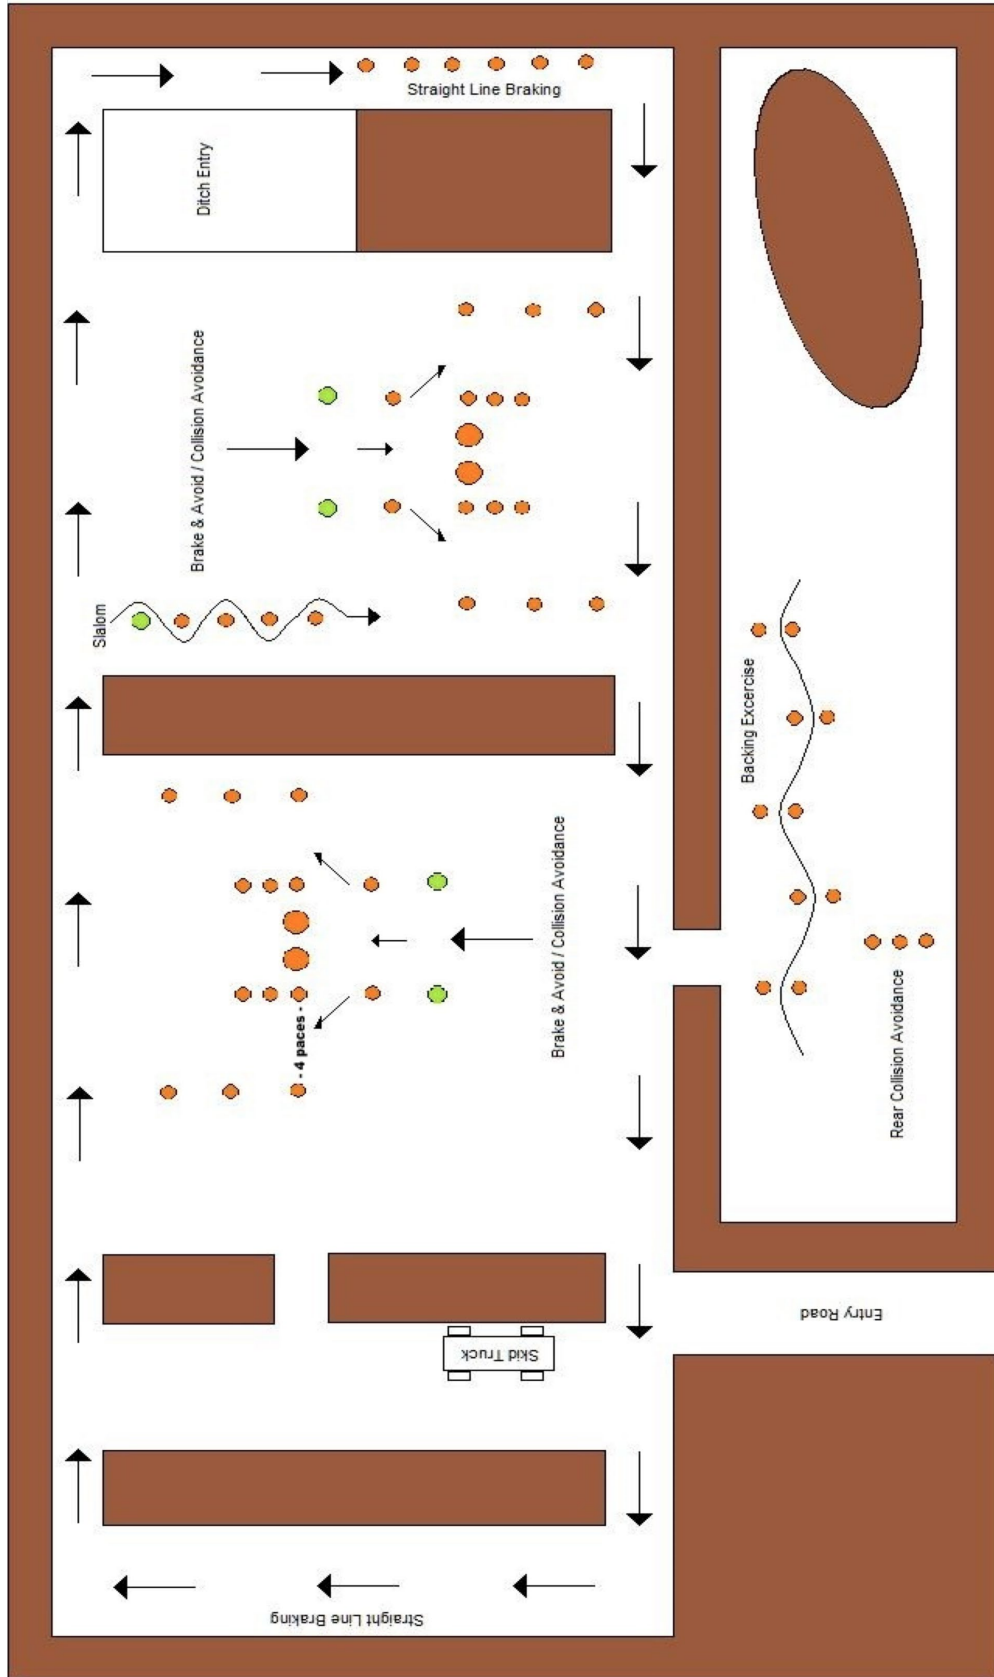 Straight Line Braking
Ditch Entry
Brake & Avoid / Collision Avoidance
Slalom
Backing Excercise
Brake & Avoid / Collision Avoidance
- 4 paces -
Rear Collision Avoidance
Entry Road
Skid Truck
Straight Line Braking